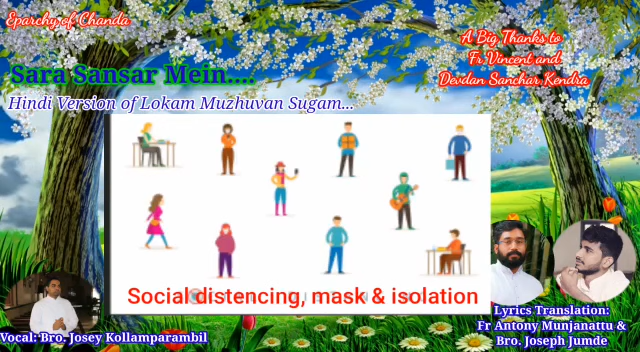 Eparchy of Chanda
A Big Thanks to
Fr Vincent and
Devdan Sanchar Kendra
Sara Sansar Mein.....
Hindi Version of Lokam Muzhuvan Sugam...
Social distencing, mask & isolation
Vocal: Bro. Josey Kollamparambil
Lyrics Translation:
Fr Antony Munjanattu &
Bro. Joseph Jumde